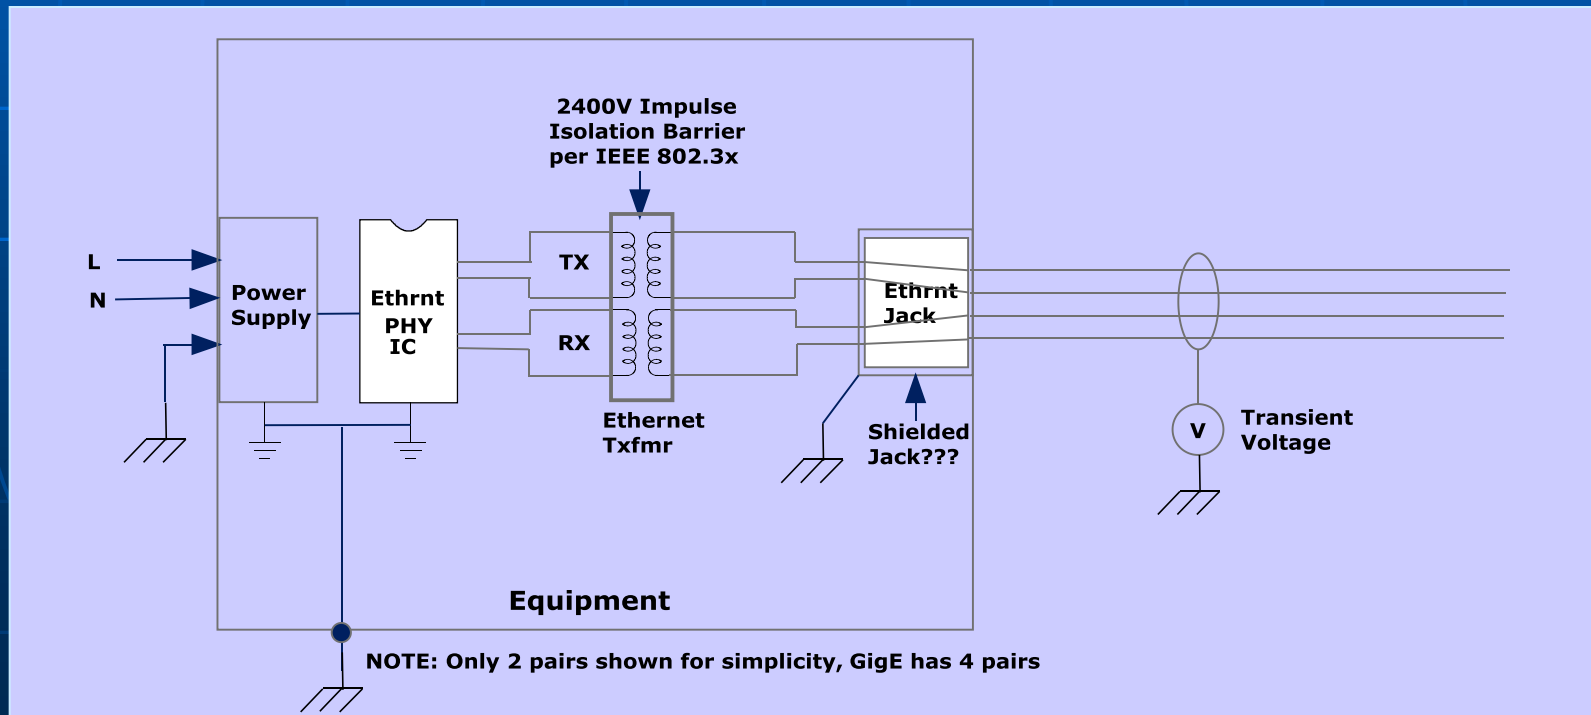 2400V Impulse
Isolation Barrier
per IEEE 802.3x
L
N
Power
Supply
Ethrnt
PHY
IC
TX
RX
Ethernet
Txfmr
Ethrnt
Jack
Shielded
Jack???
V
Transient
Voltage
Equipment
NOTE: Only 2 pairs shown for simplicity, GigE has 4 pairs